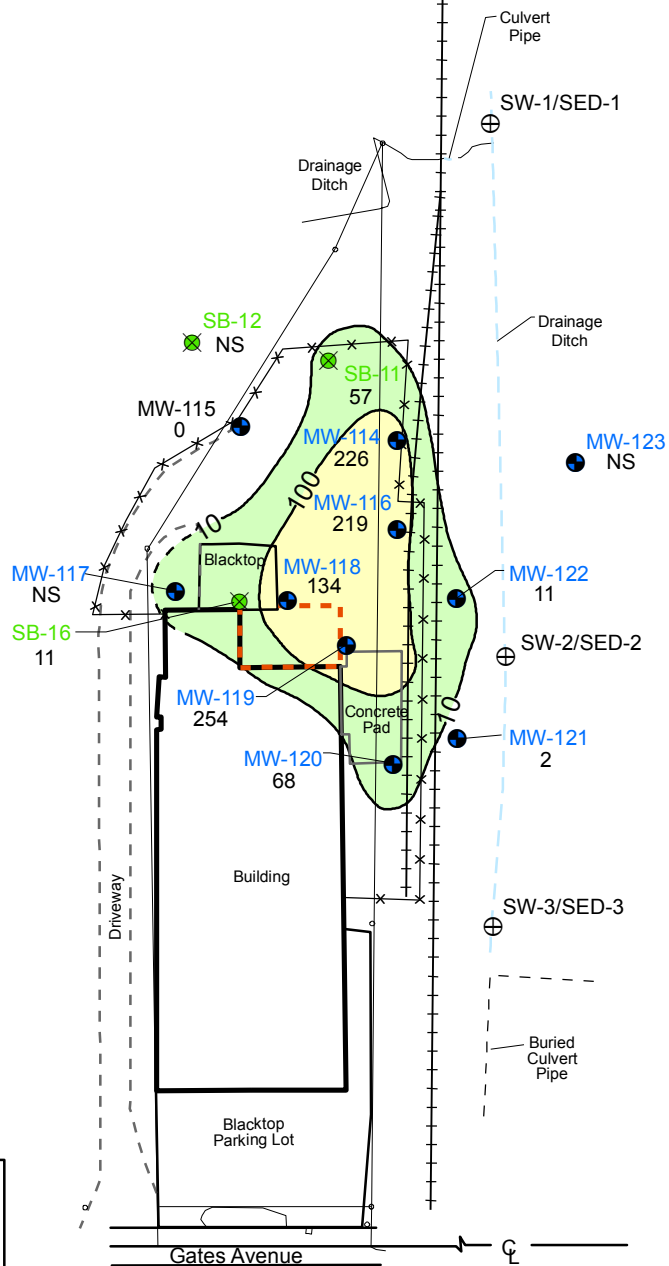 Culvert
Pipe
SW-1/SED-1
Drainage
Ditch
SB-12
NS
Drainage
Ditch
SB-11
57
MW-115
0
MW-114
226
MW-123
NS
100
MW-116
219
10
Blacktop
MW-118
134
MW-117
NS
MW-122
11
SB-16
11
SW-2/SED-2
MW-119
254
Concrete
Pad
10
MW-121
2
MW-120
68
Building
Driveway
SW-3/SED-3
Buried
Culvert
Pipe
Blacktop
Parking Lot
Gates Avenue
℄